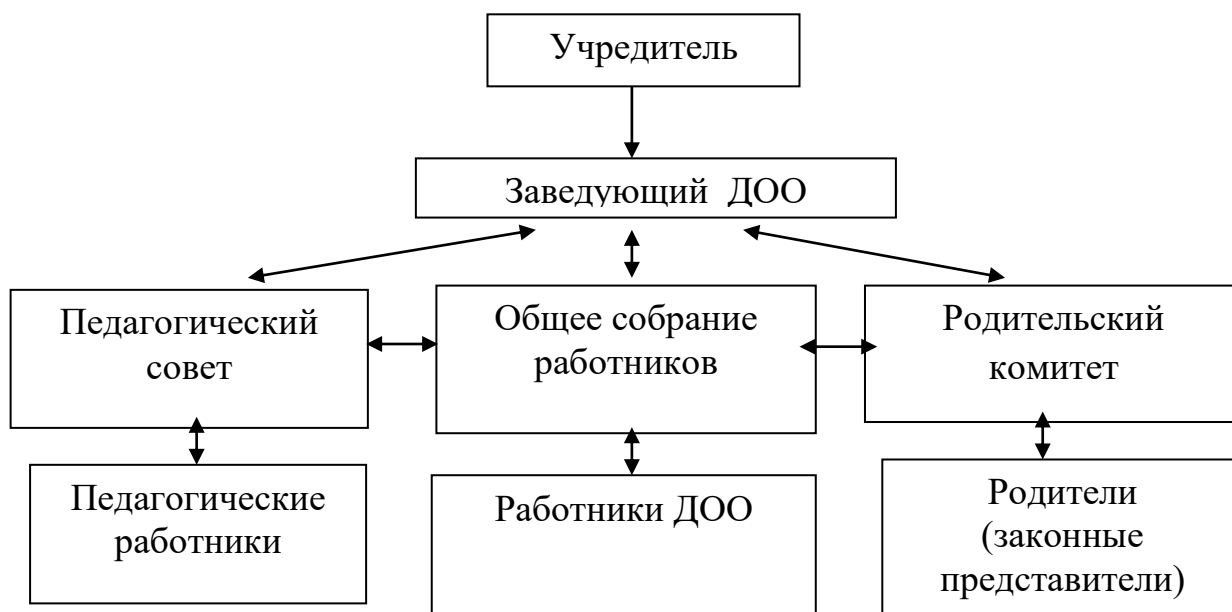 Учредитель
Заведующий ДОО
Педагогический
совет
Общее собрание
работников
Родительский
комитет
Педагогические
работники
Работники ДОО
Родители
(законные
представители)